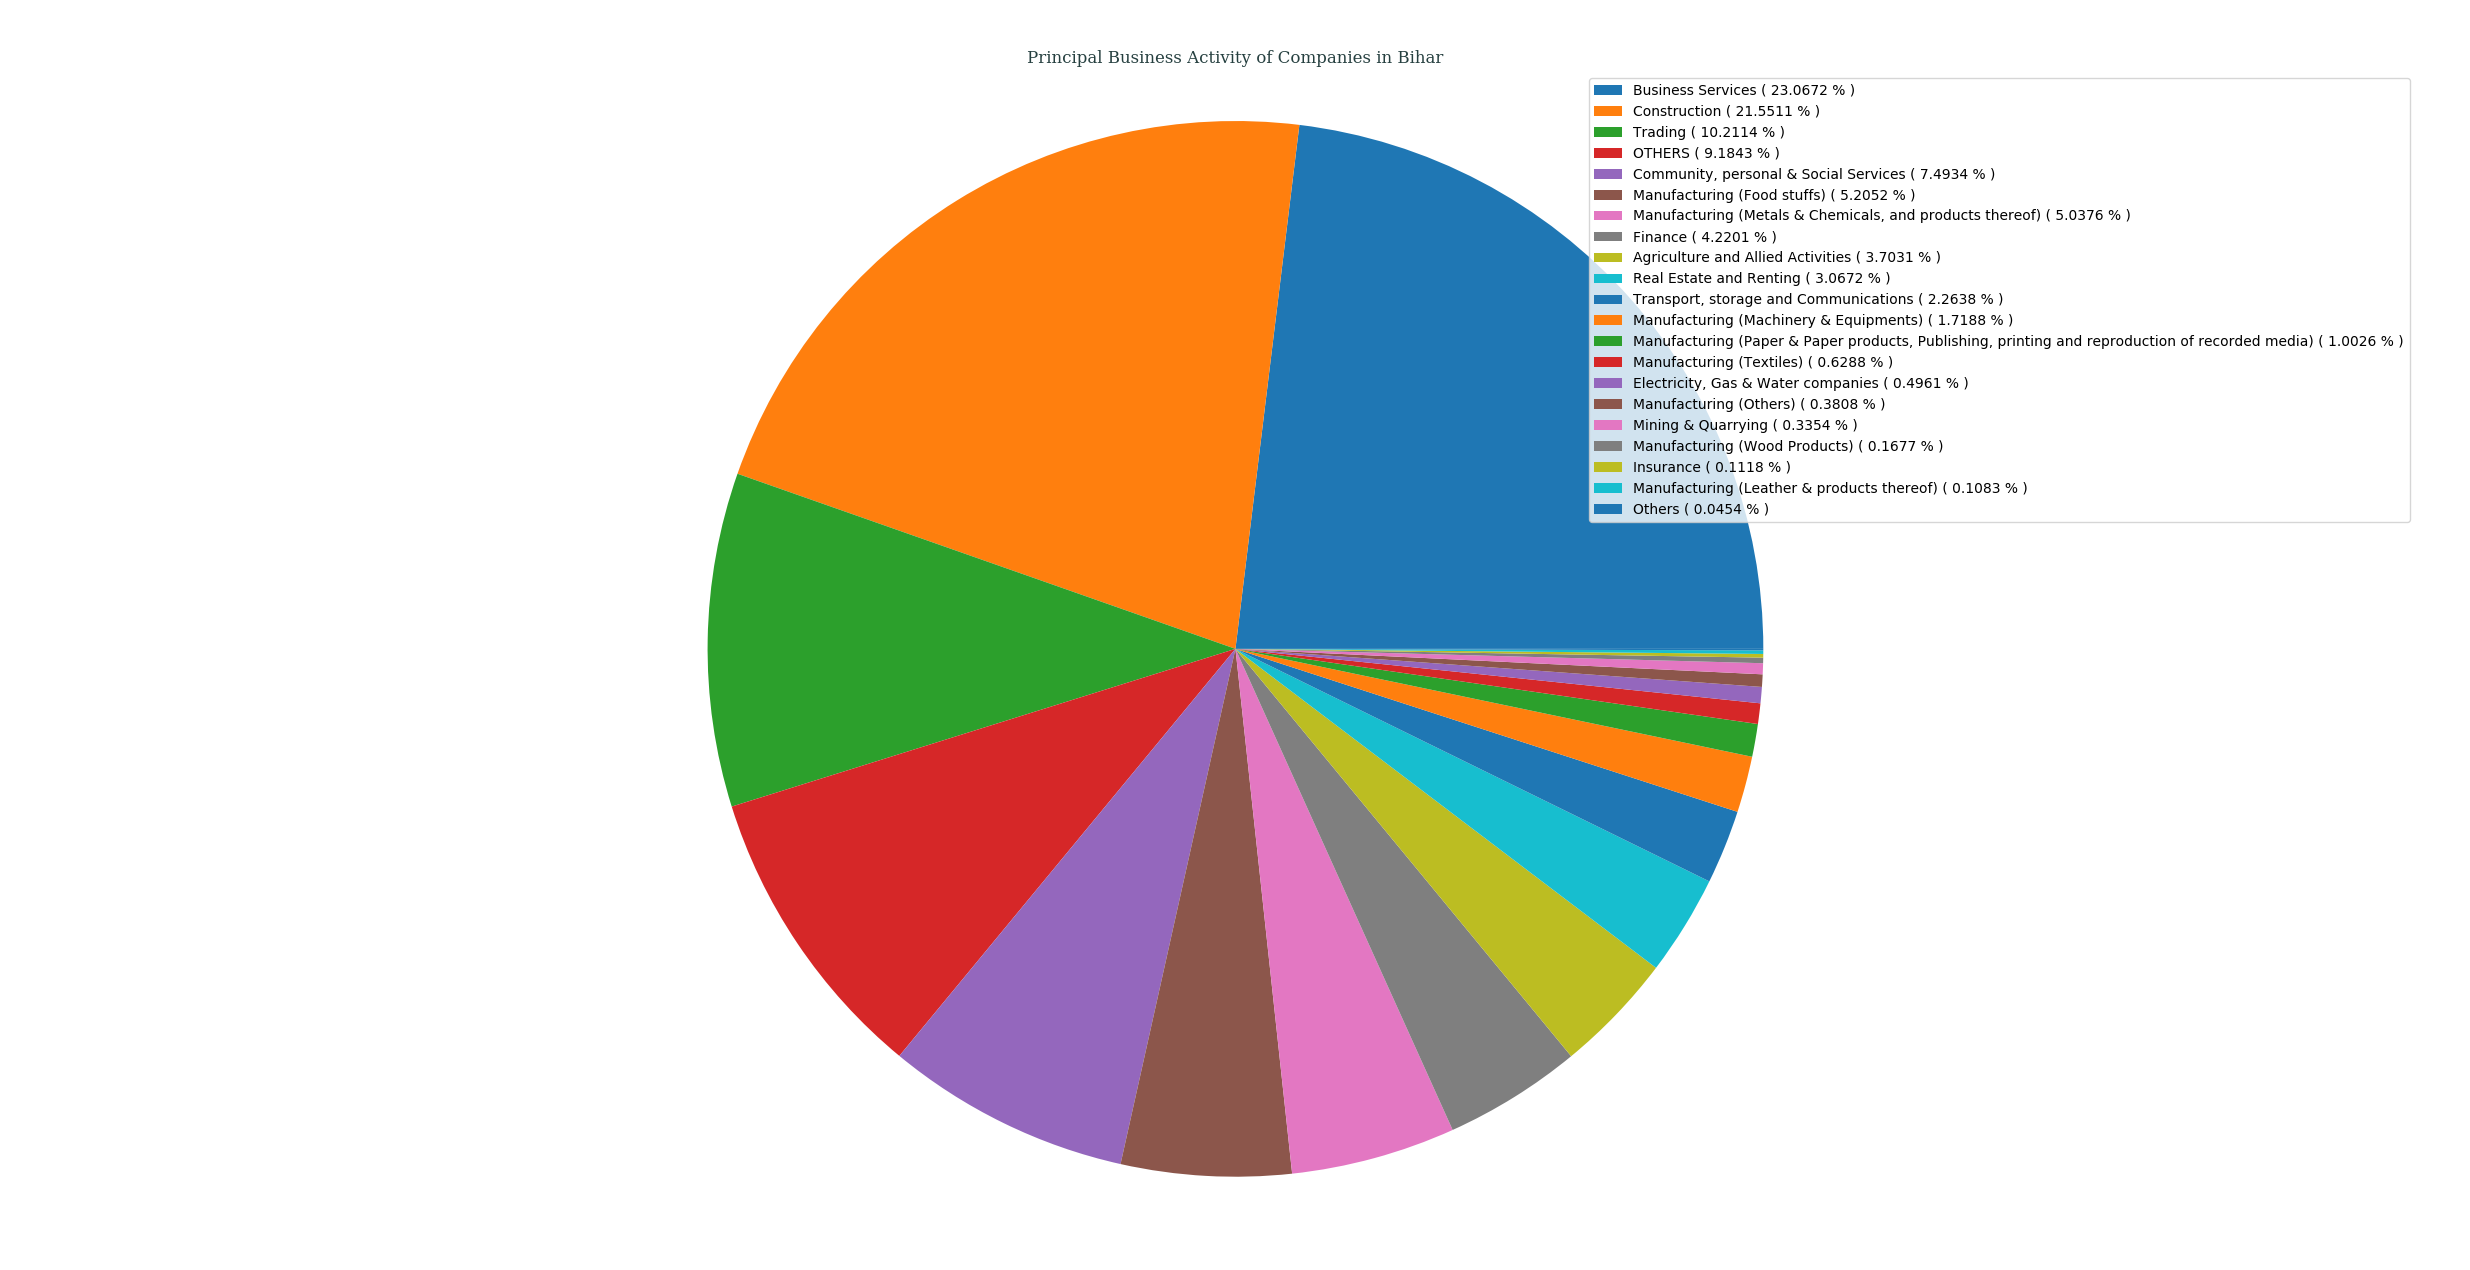 Principal Business Activity of Companies in Bihar
Business Services ( 23.0672 % )
Construction ( 21.5511 % )
Trading ( 10.2114 % )
OTHERS ( 9.1843 % )
Community, personal & Social Services ( 7.4934 % )
Manufacturing (Food stuffs) ( 5.2052 % )
Manufacturing (Metals & Chemicals, and products thereof) ( 5.0376 % )
Finance ( 4.2201 % )
Agriculture and Allied Activities ( 3.7031 % )
Real Estate and Renting ( 3.0672 % )
Transport, storage and Communications ( 2.2638 % )
Manufacturing (Machinery & Equipments) ( 1.7188 % )
Manufacturing (Paper & Paper products, Publishing, printing and reproduction of recorded media) ( 1.0026 % )
Manufacturing (Textiles) ( 0.6288 % )
Electricity, Gas & Water companies ( 0.4961 % )
Manufacturing (Others) ( 0.3808 % )
Mining & Quarrying ( 0.3354 % )
Manufacturing (Wood Products) ( 0.1677 % )
Insurance ( 0.1118 % )
Manufacturing (Leather & products thereof) ( 0.1083 % )
Others ( 0.0454 % )